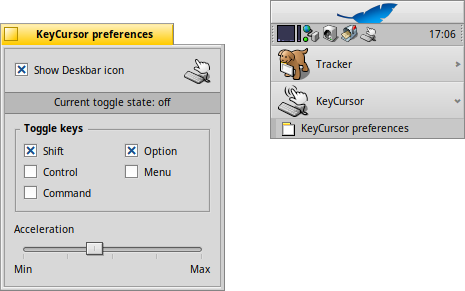 KeyCursor preferences
Show Deskbar icon
Current toggle state: off
Toggle keys
Shift
Option
Control
Menu
Command
Acceleration
Min
Max
17:06
Tracker
KeyCursor
KeyCursor preferences